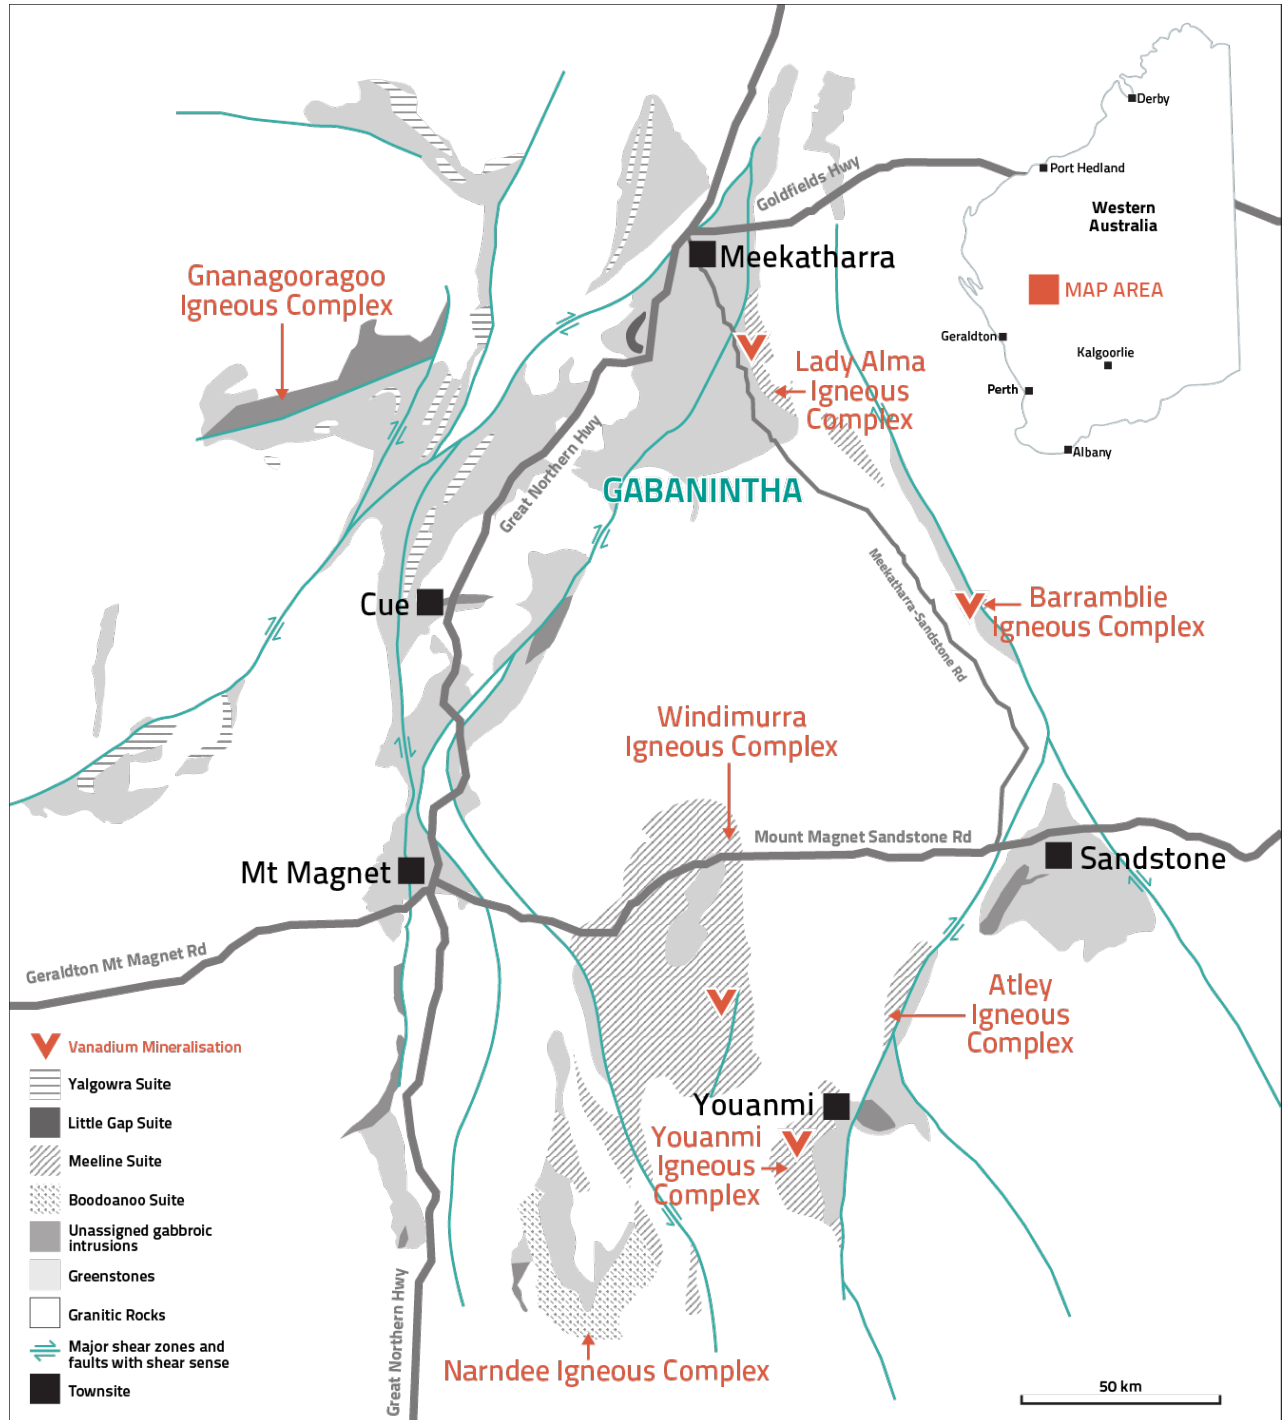 Derby
Port Hedland
Western
Australia
MAP AREA
Geraldton
Kalgoorlie
Perth
Albany
Goldfields Hwy
Meekatharra
Gnanagooragoo
Igneous Complex
Lady Alma
Igneous
Complex
Great Northern Hwy
GABANINTHA
Meekatharra-Sandstone Rd
Cue
Barramblie
Igneous Complex
Windimurra
Igneous Complex
Mount Magnet Sandstone Rd
Mt Magnet
Sandstone
Geraldton Mt Magnet Rd
Atley
Igneous
Complex
Youanmi
Youanmi
Igneous
Complex
Narndee Igneous Complex
Great Northern Hwy
Vanadium Mineralisation
Yalgowra Suite
Little Gap Suite
Meeline Suite
Boodoanoo Suite
Unassigned gabbroic
intrusions
Greenstones
Granitic Rocks
Major shear zones and
faults with shear sense
Townsite
50 km